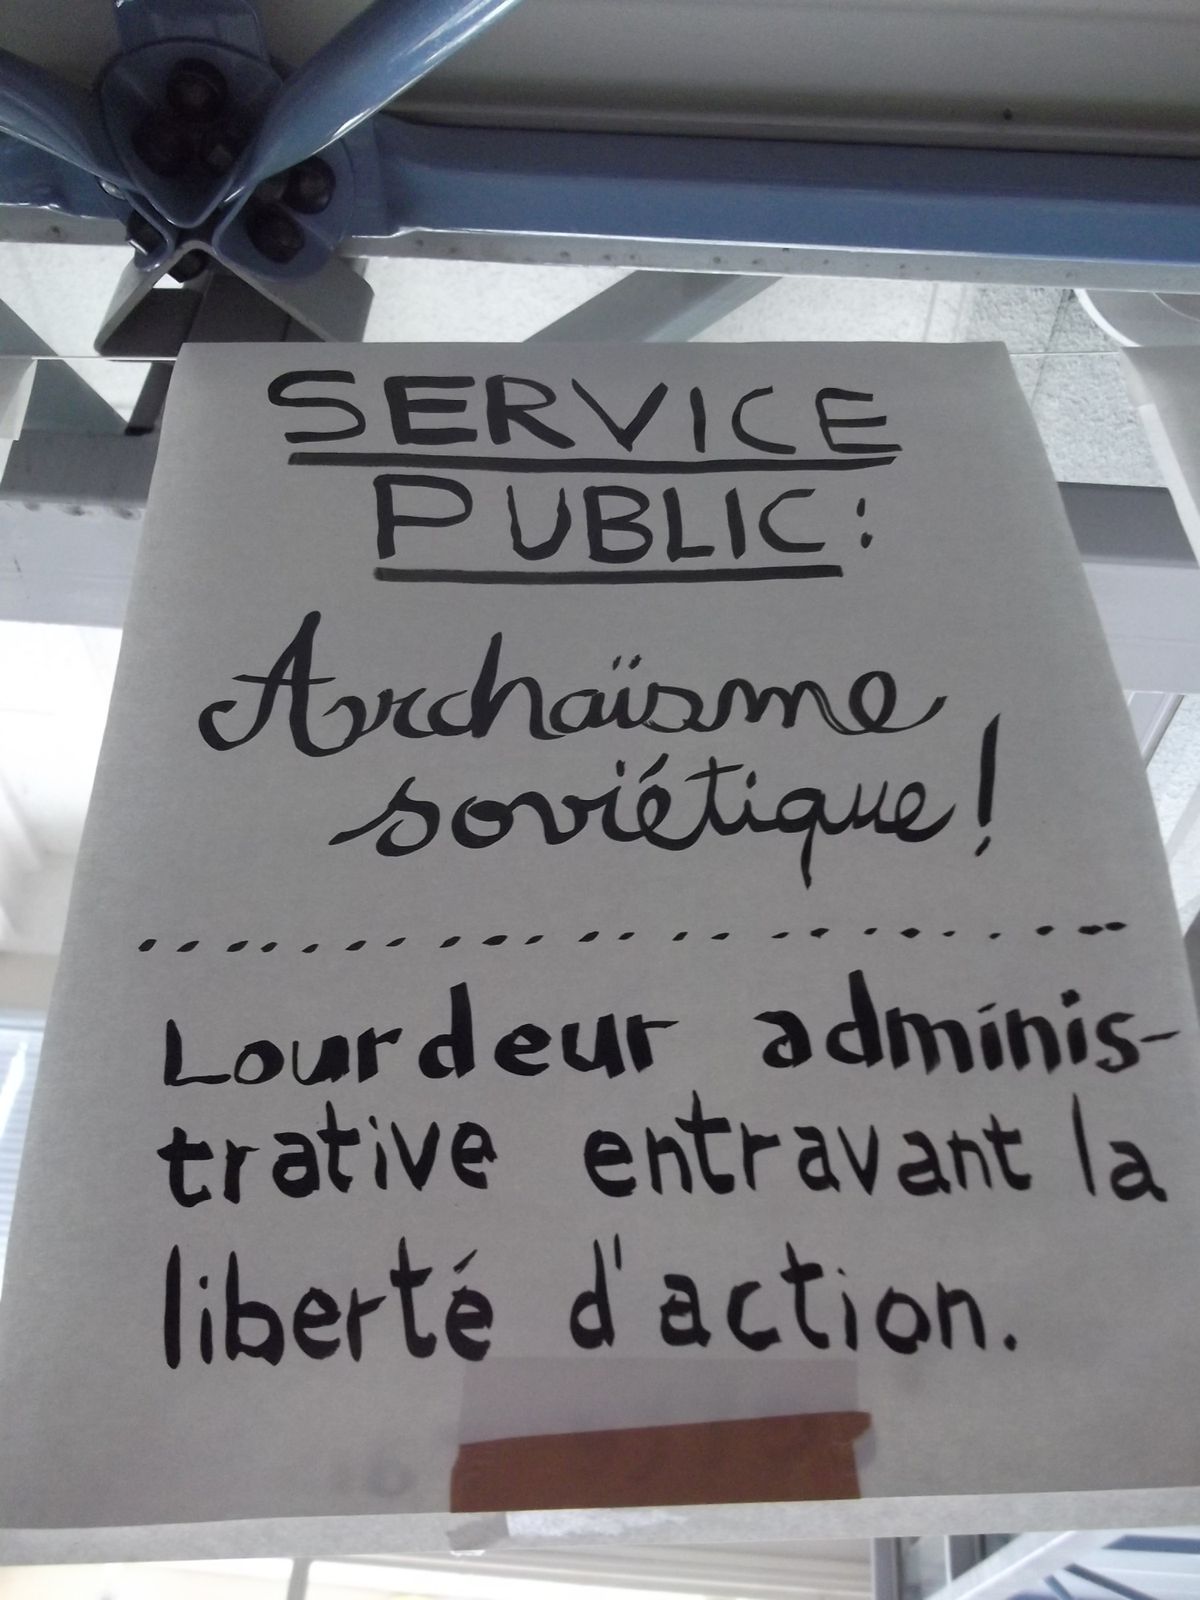 SERVICE
PUBLIC:
Archaïsme
soviétique!
Lourdeur adminis-
trative entravant la
liberté d'action.